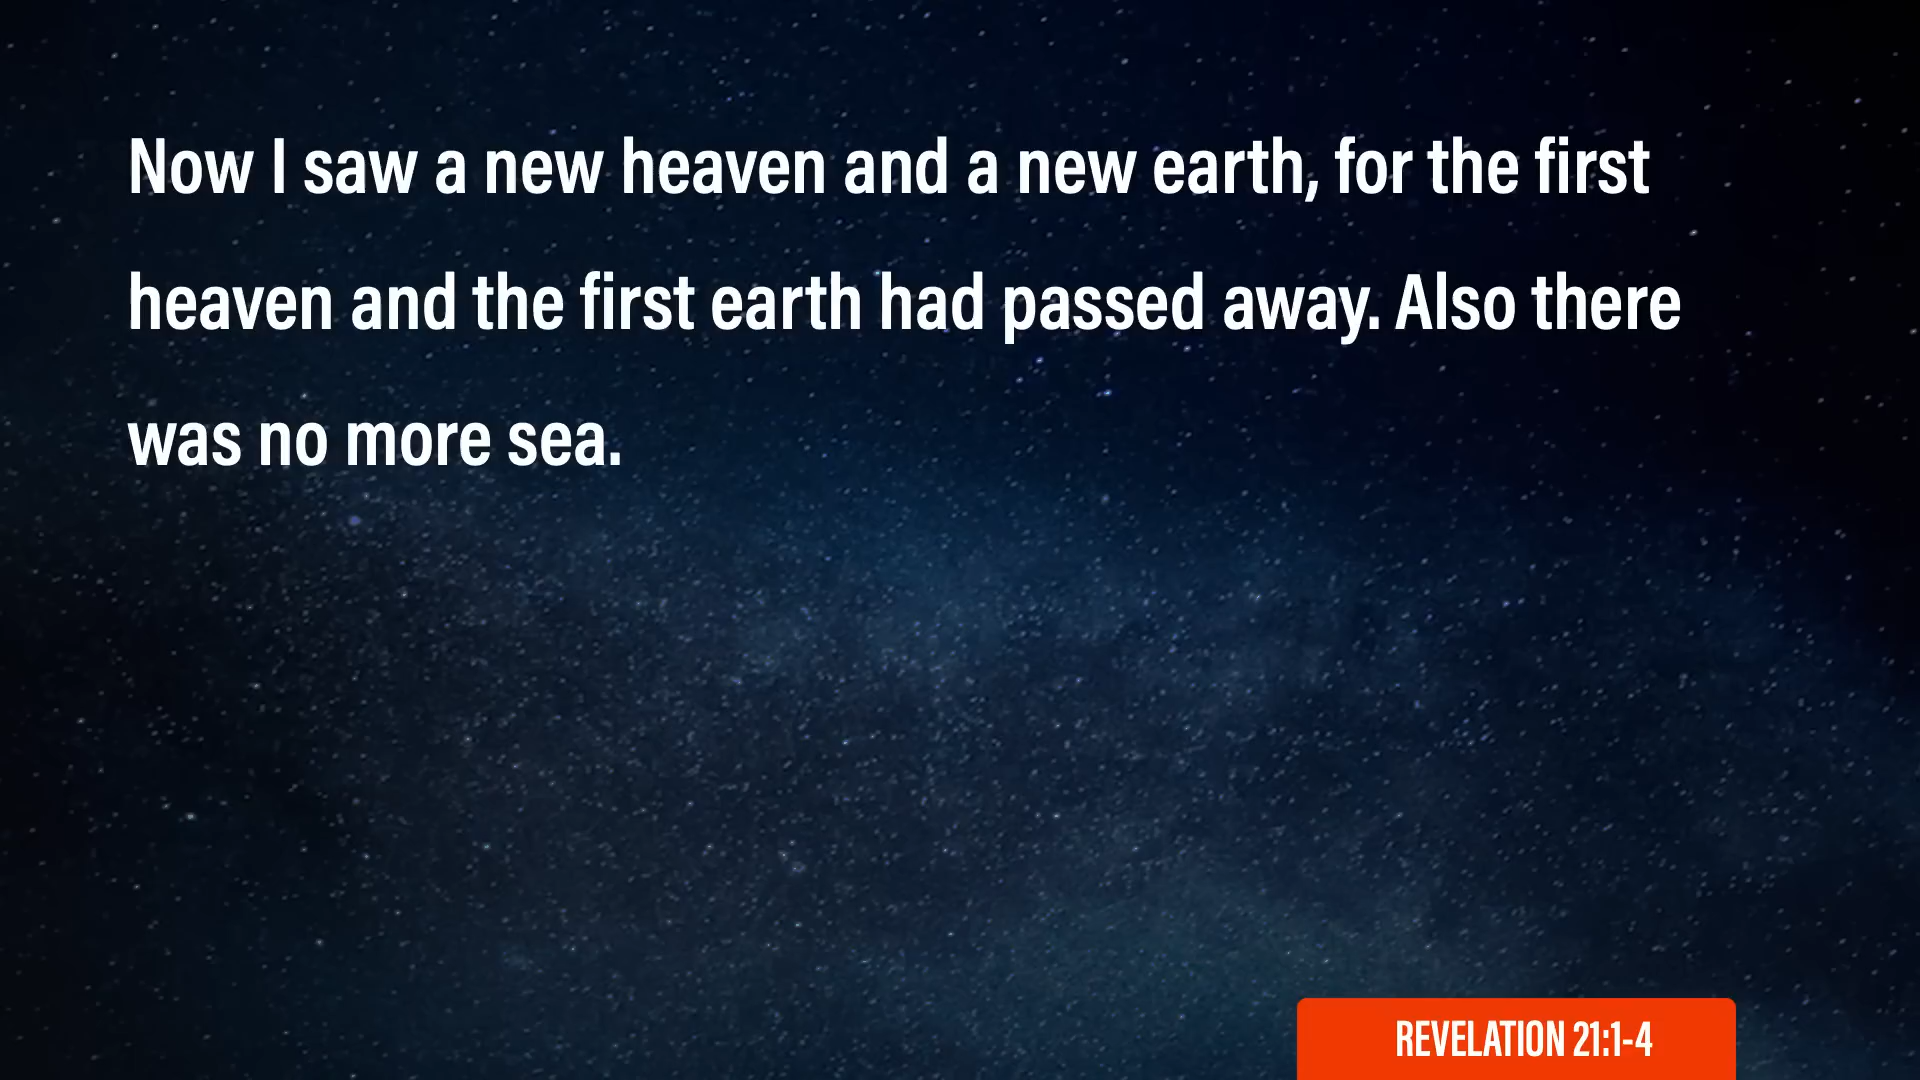 Now I saw a new heaven and a new earth, for the first
heaven and the first earth had passed away. Also there
was no more sea.
REVELATION 21:1-4